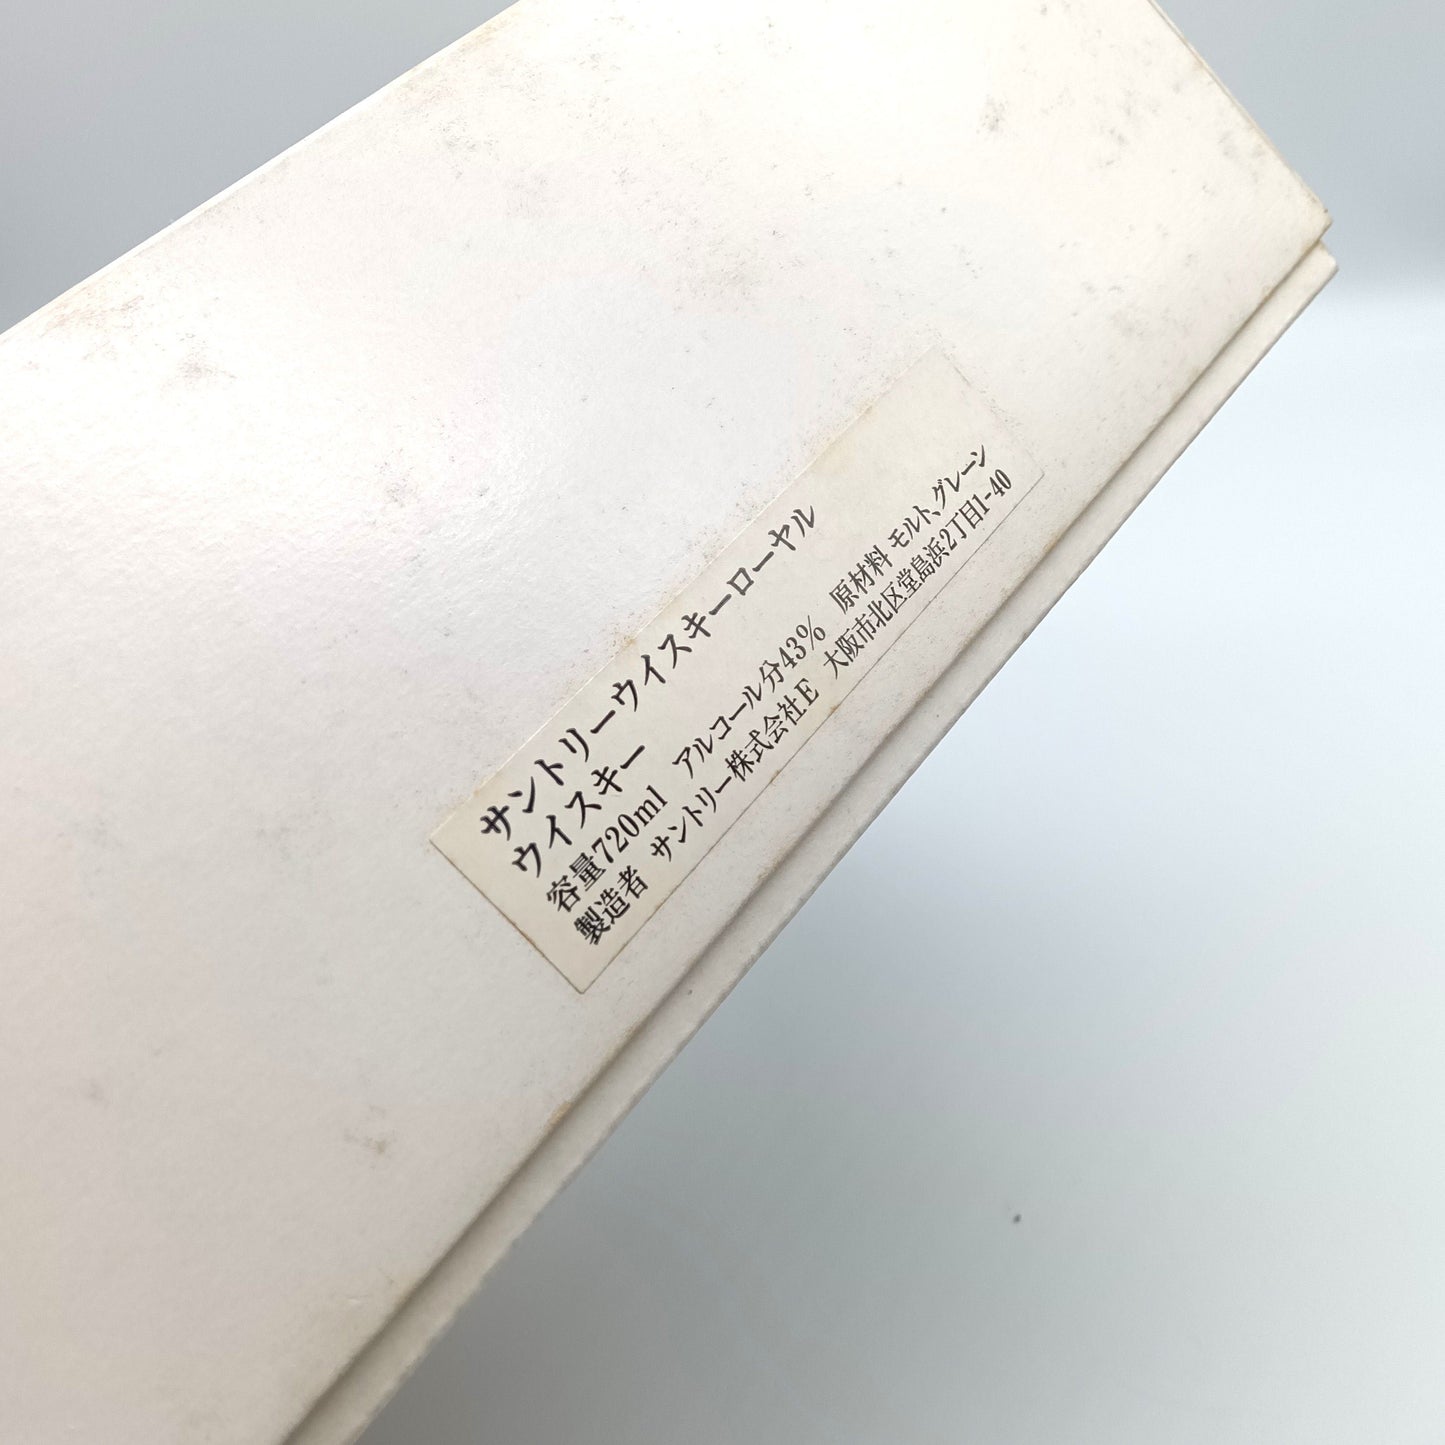 サントリーウイスキーローヤル
ウイスキー
容量720ml アルコール分43% 原材料 モルト、グレーン
製造者 サントリー株式会社E 大阪市北区堂島浜2丁目1-40